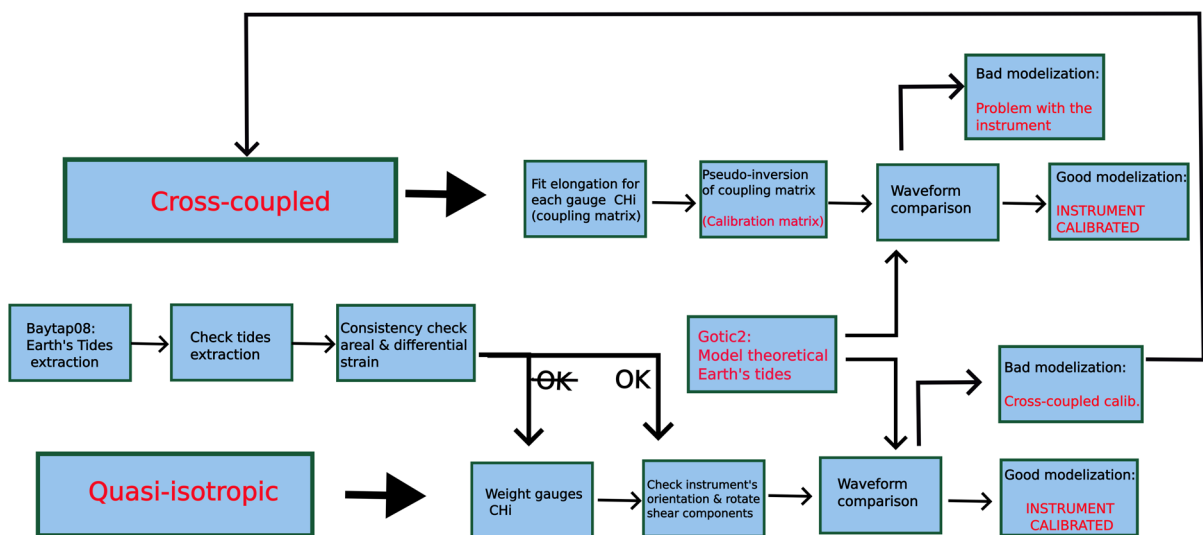 Bad modelization:
Problem with the
instrument
Cross-coupled
Fit elongation for
each gauge CHi
(coupling matrix)
Pseudo-inversion
of coupling matrix
(Calibration matrix)
Waveform
comparison
Good modelization:
INSTRUMENT
CALIBRATED
Baytap08:
Earth's Tides
extraction
Check tides
extraction
Consistency check
areal & differential
strain
OK
OK
Gotic2:
Model theoretical
Earth's tides
Bad modelization:
Cross-coupled calib.
Quasi-isotropic
Weight gauges
CHi
Check instrument's
orientation & rotate
shear components
Waveform
comparison
Good modelization:
INSTRUMENT
CALIBRATED